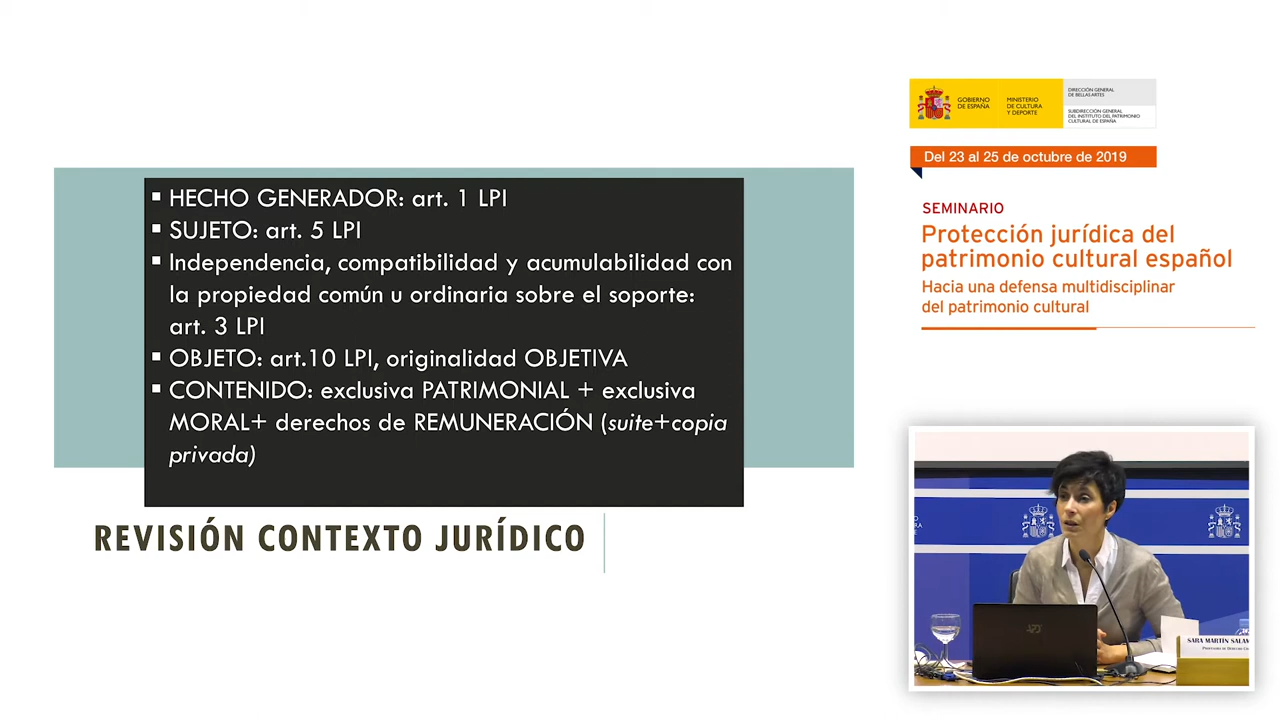 ▪ HECHO GENERADOR: art. 1 LPI
▪ SUJETO: art. 5 LPI
▪ Independencia, compatibilidad y acumulabilidad con
la propiedad común u ordinaria sobre el soporte:
art. 3 LPI
▪ OBJETO: art.10 LPI, originalidad OBJETIVA
▪ CONTENIDO: exclusiva PATRIMONIAL + exclusiva
MORAL+ derechos de REMUNERACIÓN (suite+copia
privada)
REVISIÓN CONTEXTO JURÍDICO
GOBIERNO
DE ESPAÑA
MINISTERIO
DE CULTURA
Y DEPORTE
DIRECCIÓN GENERAL
DE BELLAS ARTES
SUBDIRECCIÓN GENERAL
DEL INSTITUTO DEL PATRIMONIO
CULTURAL DE ESPAÑA
Del 23 al 25 de octubre de 2019
SEMINARIO
Protección jurídica del
patrimonio cultural español
Hacia una defensa multidisciplinar
del patrimonio cultural
SARA MARTÍN